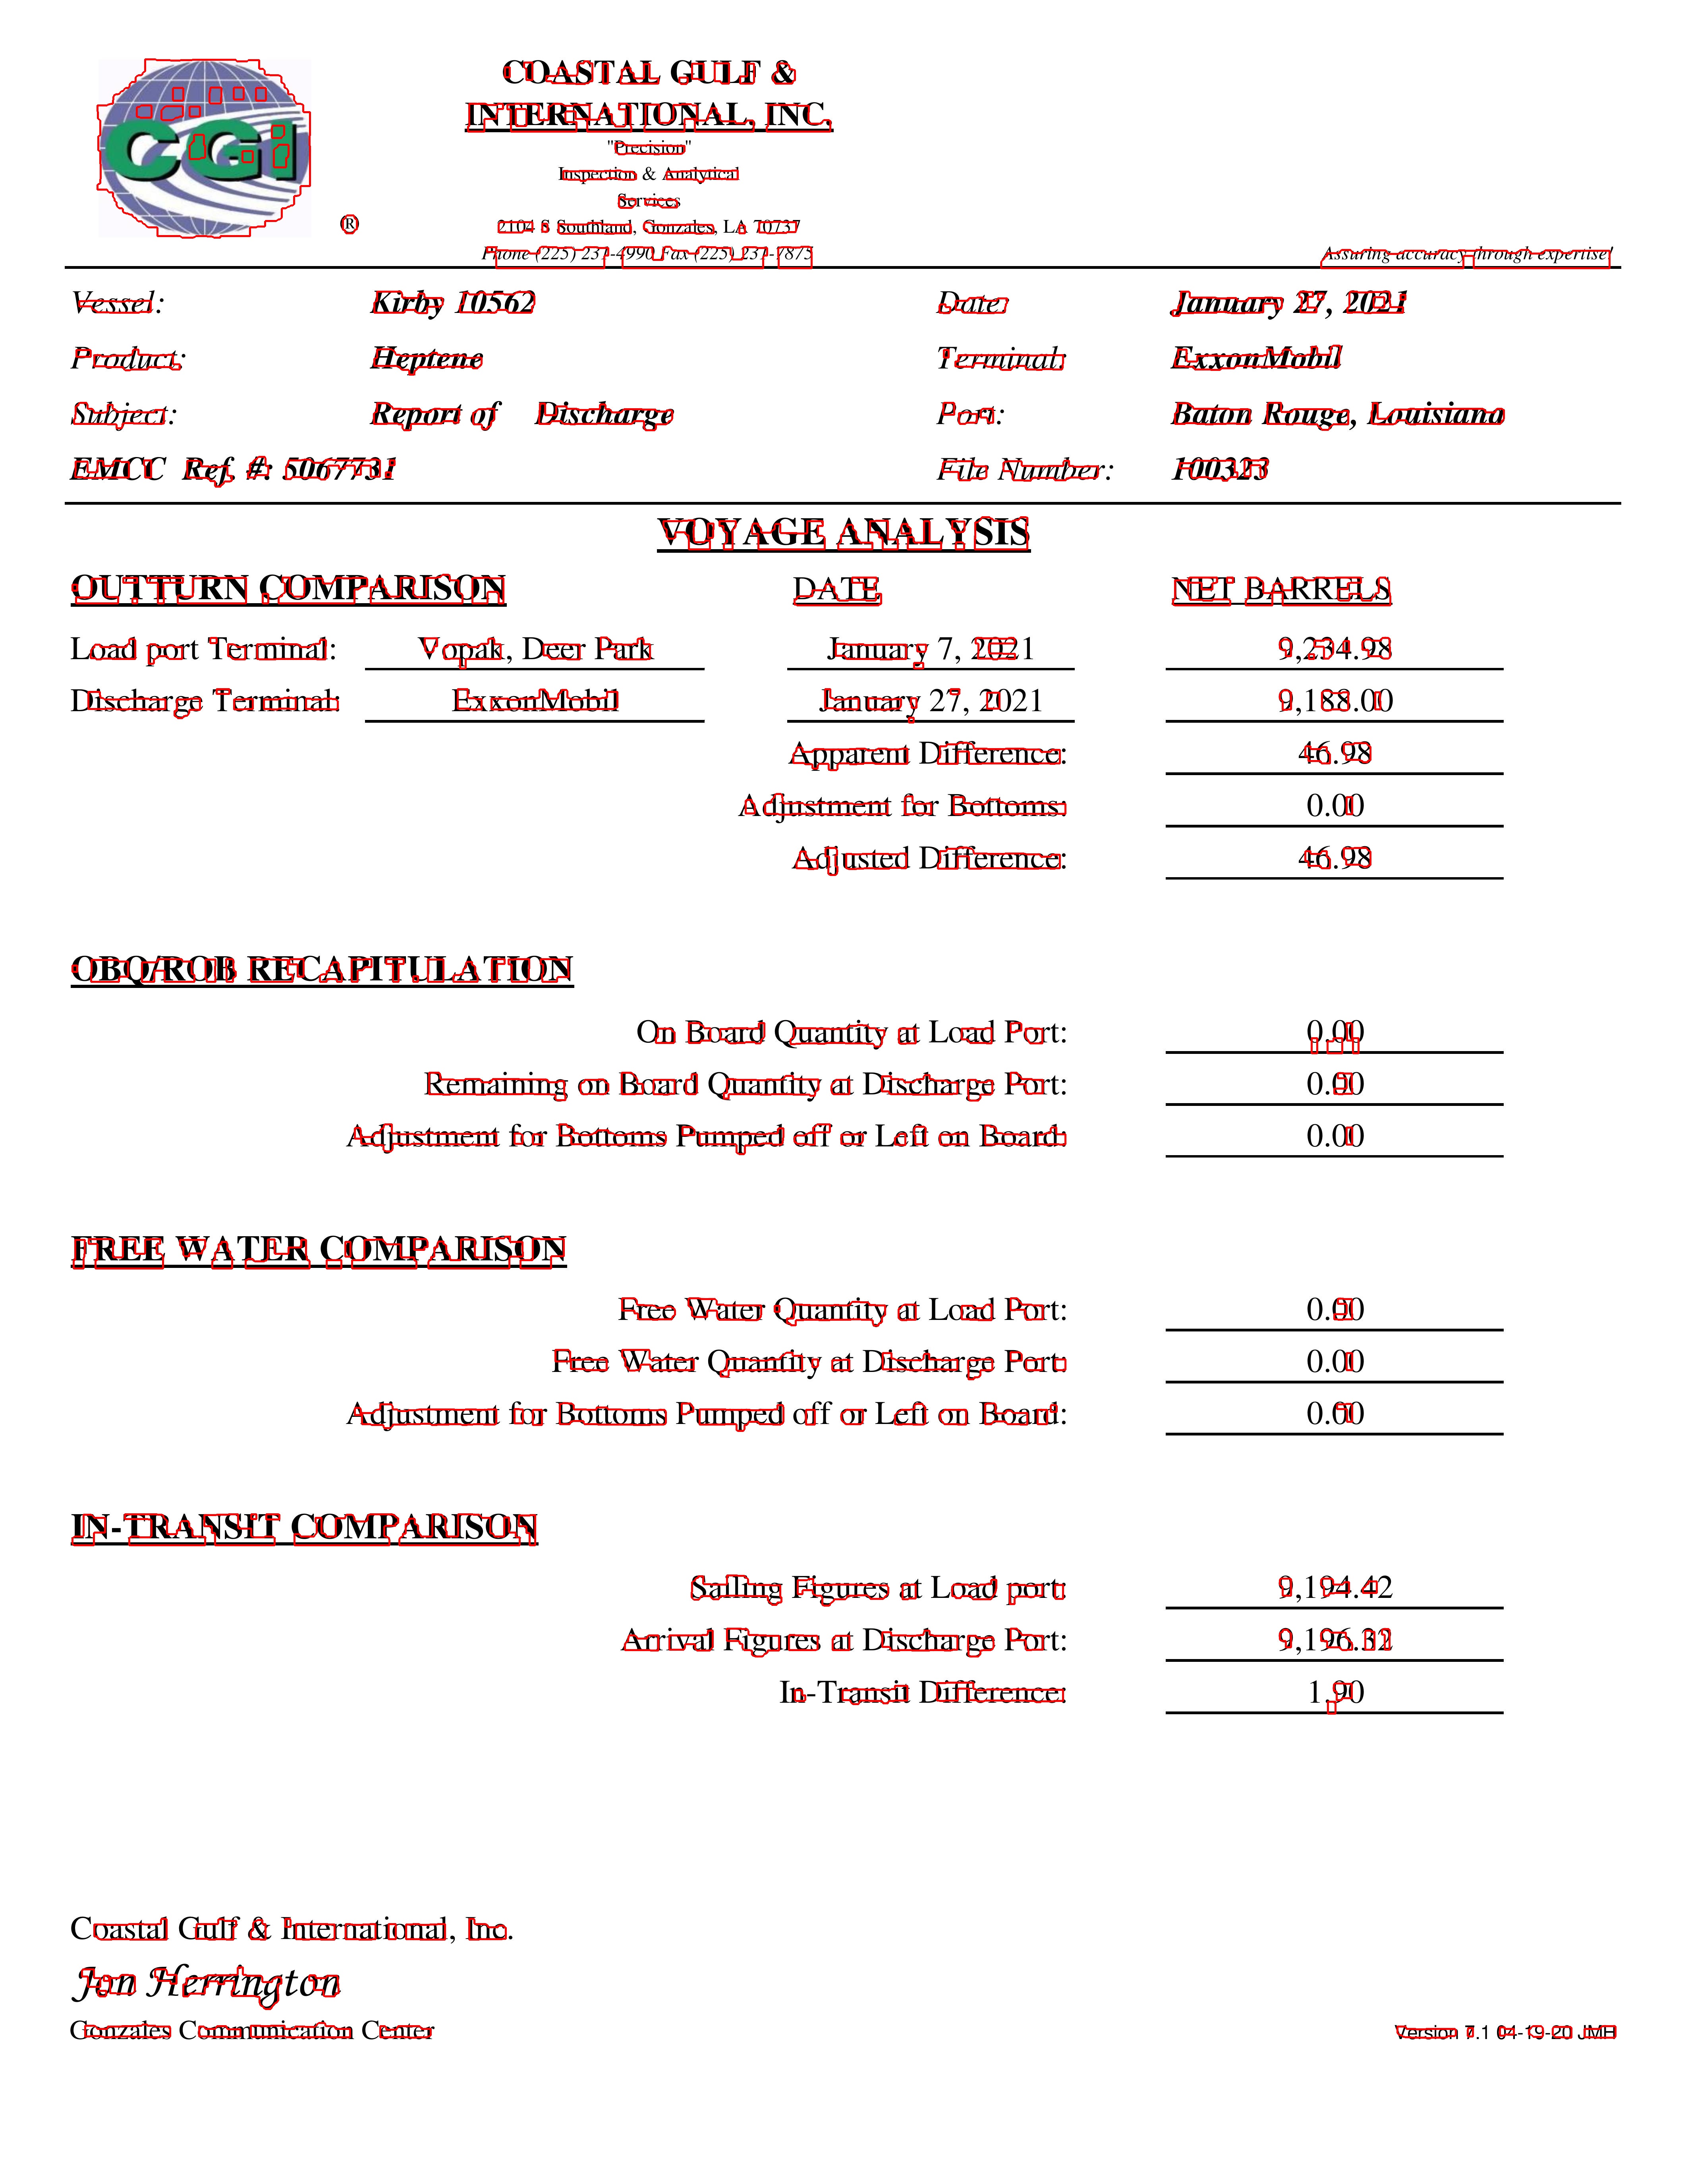 COASTAL GULF &
INTERNATIONAL, INC.
"Precision"
Inspection & Analytical
Services
CGI ®
2104 S Southland, Gonzales, LA 70737
Phone (225) 237-4990 Fax (225) 237-7875 Assuring accuracy through expertise!
Vessel: Kirby 10562 Date: January 27, 2021
Product: Heptene Terminal: ExxonMobil
Subject: Report of Discharge Port: Baton Rouge, Louisiana
EMCC Ref. #: 5067731 File Number: 100323
VOYAGE ANALYSIS
OUTTURN COMPARISON DATE NET BARRELS
Load port Terminal: Vopak, Deer Park January 7, 2021 9,234.98
Discharge Terminal: ExxonMobil January 27, 2021 9,188.00
Apparent Difference: 46.98
Adjustment for Bottoms: 0.00
Adjusted Difference: 46.98
OBQ/ROB RECAPITULATION
On Board Quantity at Load Port: 0.00
Remaining on Board Quantity at Discharge Port: 0.00
Adjustment for Bottoms Pumped off or Left on Board: 0.00
FREE WATER COMPARISON
Free Water Quantity at Load Port: 0.00
Free Water Quantity at Discharge Port: 0.00
Adjustment for Bottoms Pumped off or Left on Board: 0.00
IN-TRANSIT COMPARISON
Sailing Figures at Load port: 9,194.42
Arrival Figures at Discharge Port: 9,196.32
In-Transit Difference: 1.90
Coastal Gulf & International, Inc.
Jon Herrington
Gonzales Communication Center Version 7.1 04-19-20 JMH